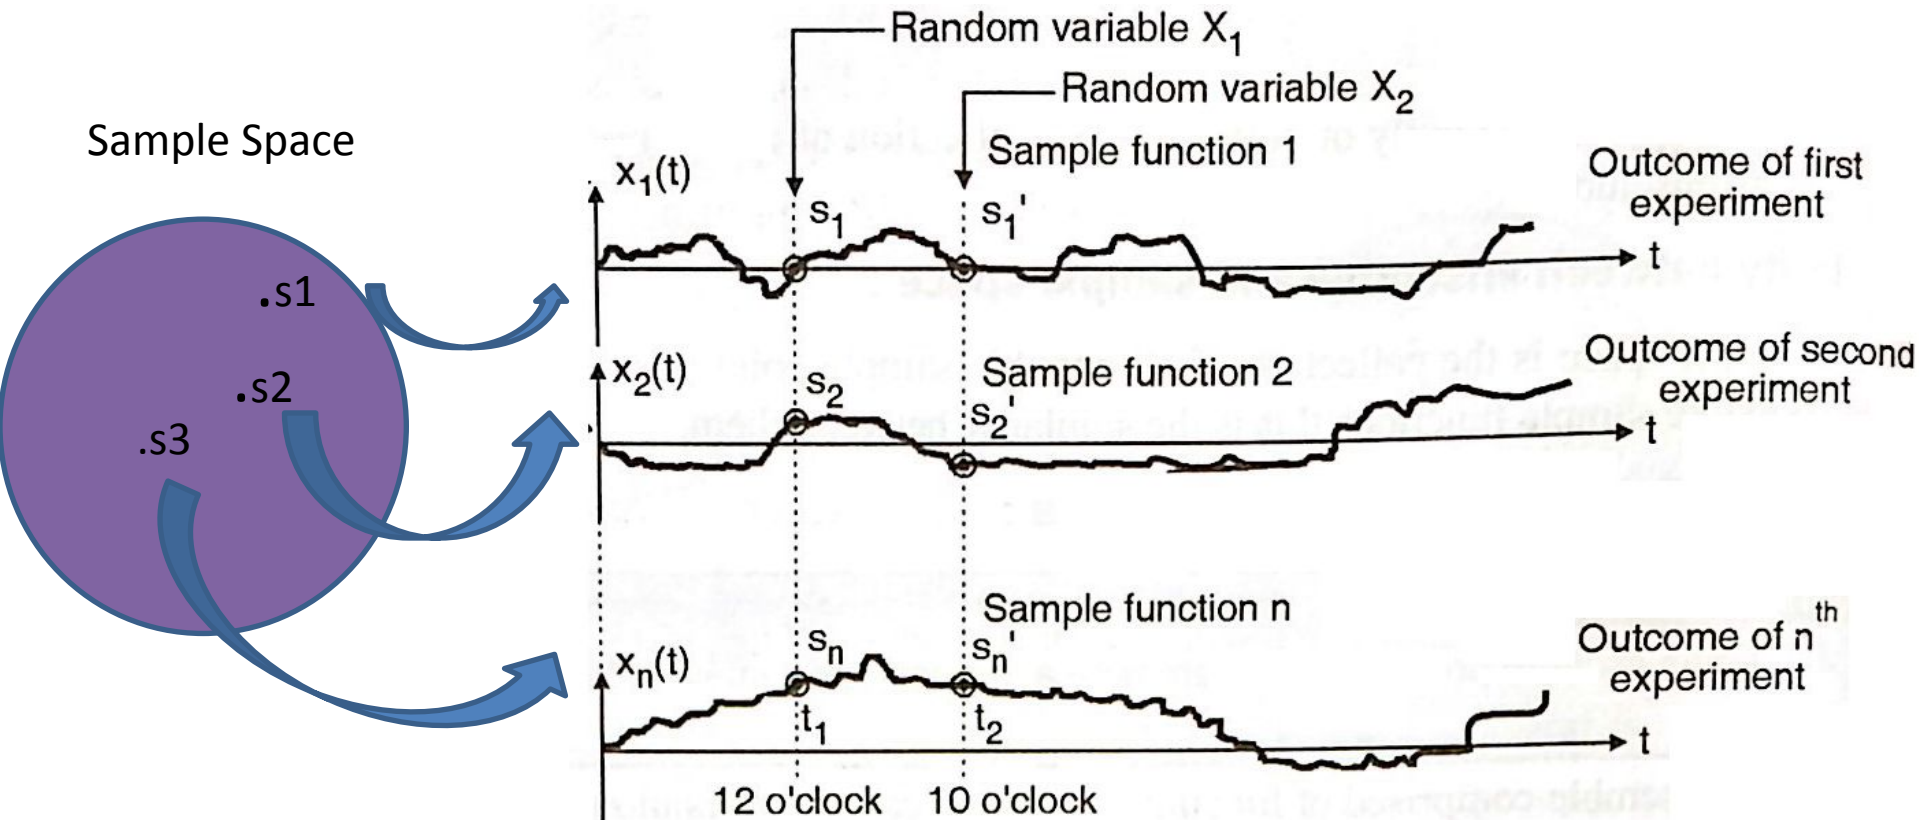 Sample Space
.s1
.s2
.s3
Random variable X₁
Random variable X₂
Sample function 1
x₁(t)
s₁
s₁'
Outcome of first
experiment
t
x₂(t)
Sample function 2
s₂
s₂'
Outcome of second
experiment
t
Sample function n
xₙ(t)
sₙ
sₙ'
Outcome of nᵗʰ
experiment
t₁
t₂
t
12 o'clock
10 o'clock